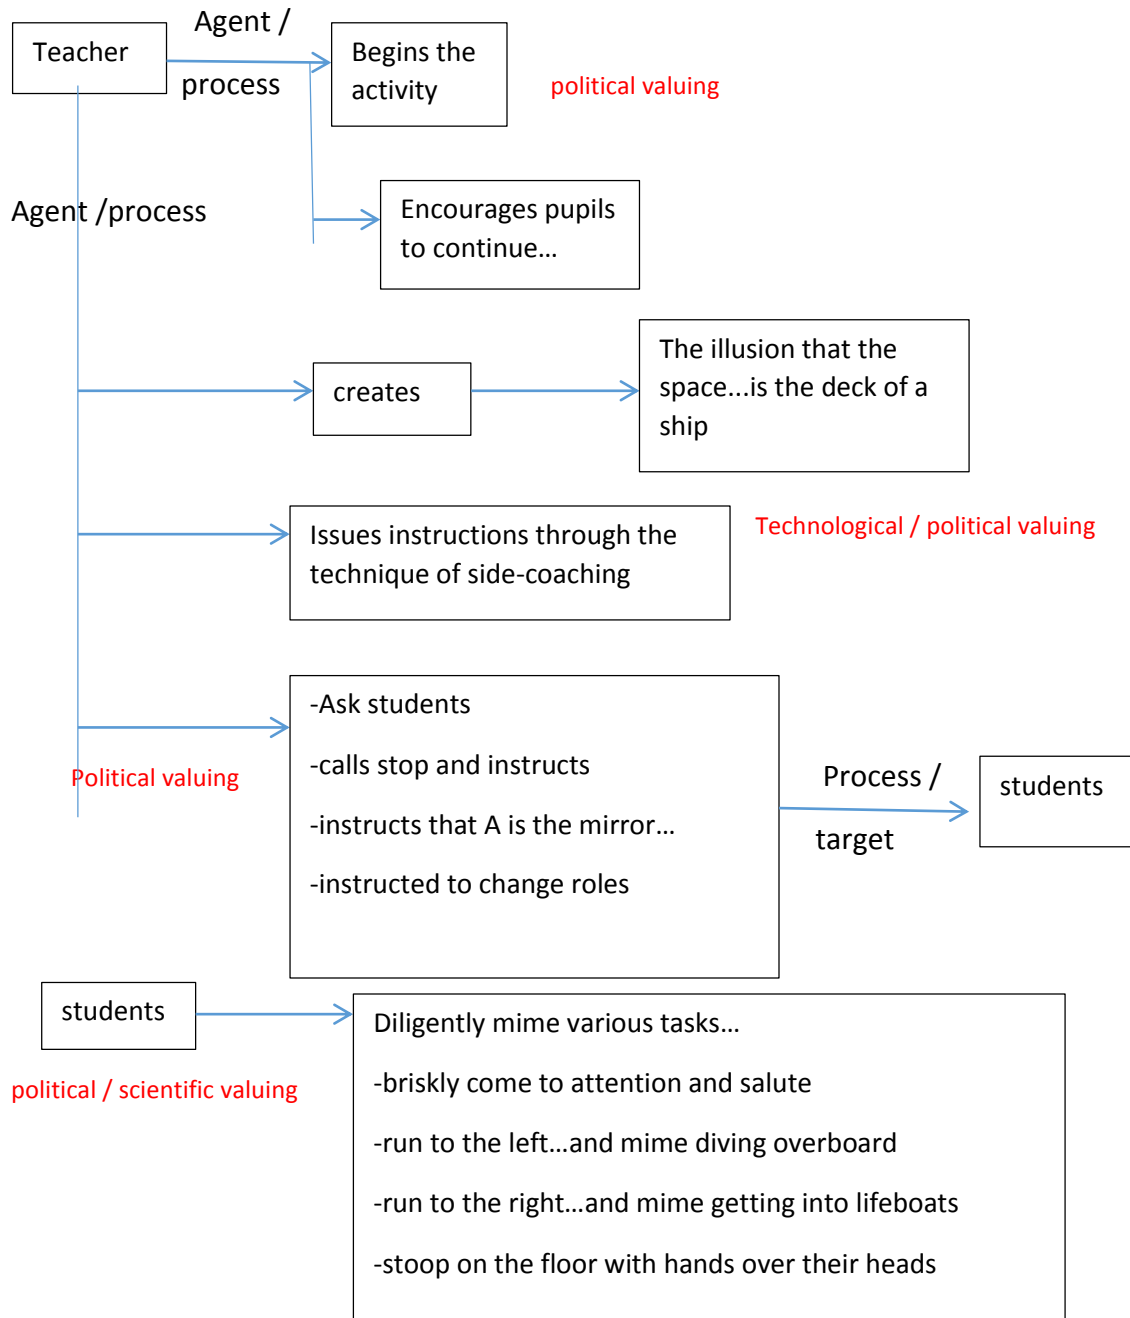 Teacher
Agent /
process
Begins the
activity
political valuing
Agent /process
Encourages pupils
to continue…
creates
The illusion that the
space...is the deck of a
ship
Issues instructions through the
technique of side-coaching
Technological / political valuing
-Ask students
-calls stop and instructs
-instructs that A is the mirror…
-instructed to change roles
Political valuing
Process /
target
students
students
political / scientific valuing
Diligently mime various tasks…
-briskly come to attention and salute
-run to the left…and mime diving overboard
-run to the right…and mime getting into lifeboats
-stoop on the floor with hands over their heads